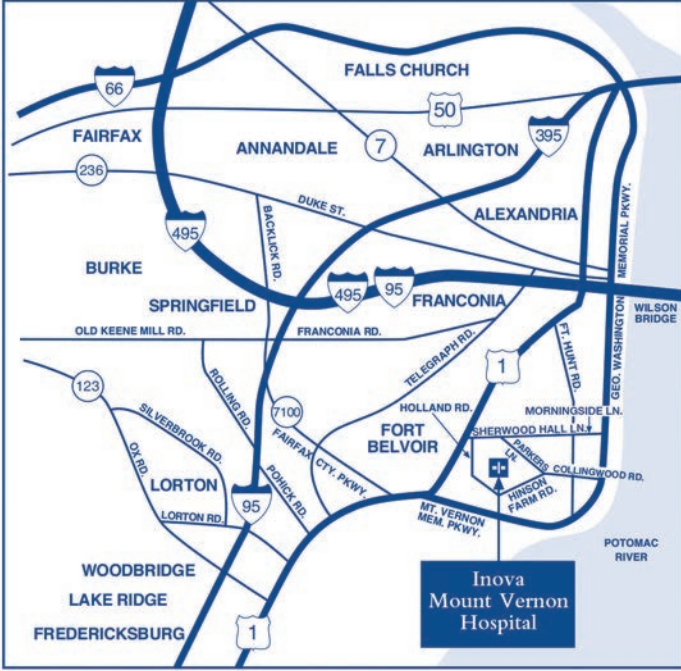 FALLS CHURCH
66
50
FAIRFAX
395
7
ANNANDALE
ARLINGTON
236
DUKE ST.
ALEXANDRIA
495
BACKLICK RD.
GEO. WASHINGTON MEMORIAL PKWY.
BURKE
495
95
SPRINGFIELD
FRANCONIA
WILSON
BRIDGE
OLD KEENE MILL RD.
FRANCONIA RD.
TELEGRAPH RD.
FT. HUNT RD.
1
123
ROLLING RD.
SILVERBROOK RD.
7100
HOLLAND RD.
MORNINGSIDE LN.
FORT
BELVOIR
SHERWOOD HALL LN.
PARKERS
LN.
OX RD.
FAIRFAX CTY. PKWY.
COLLINGWOOD RD.
LORTON
POHICK RD.
HINSON
FARM RD.
95
LORTON RD.
MT. VERNON
MEM. PKWY.
POTOMAC
RIVER
WOODBRIDGE
LAKE RIDGE
FREDERICKSBURG
1
Inova
Mount Vernon
Hospital